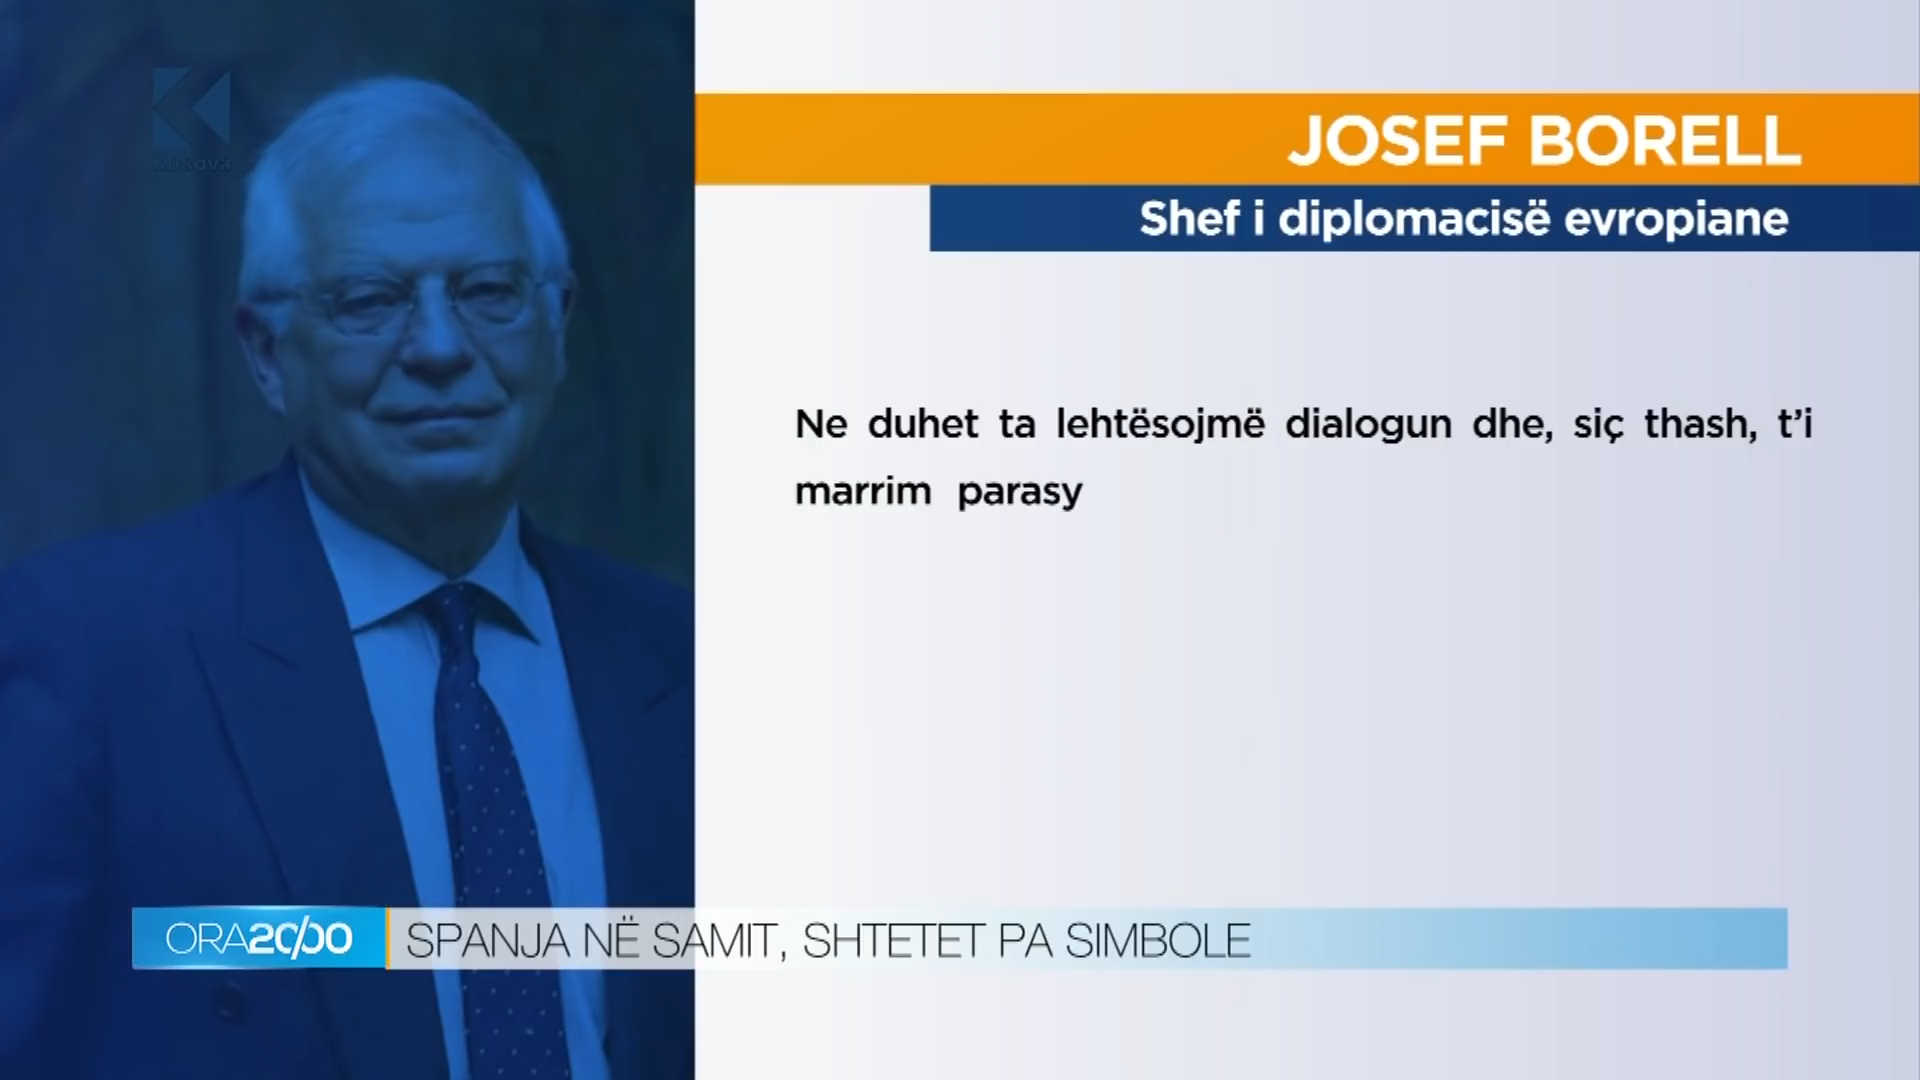 Kosova
JOSEF BORELL
Shef i diplomacisë evropiane
Ne duhet ta lehtësojmë dialogun dhe, siç thash, t’i
marrim parasy
ORA20/00 SPANJA NË SAMIT, SHTETET PA SIMBOLE